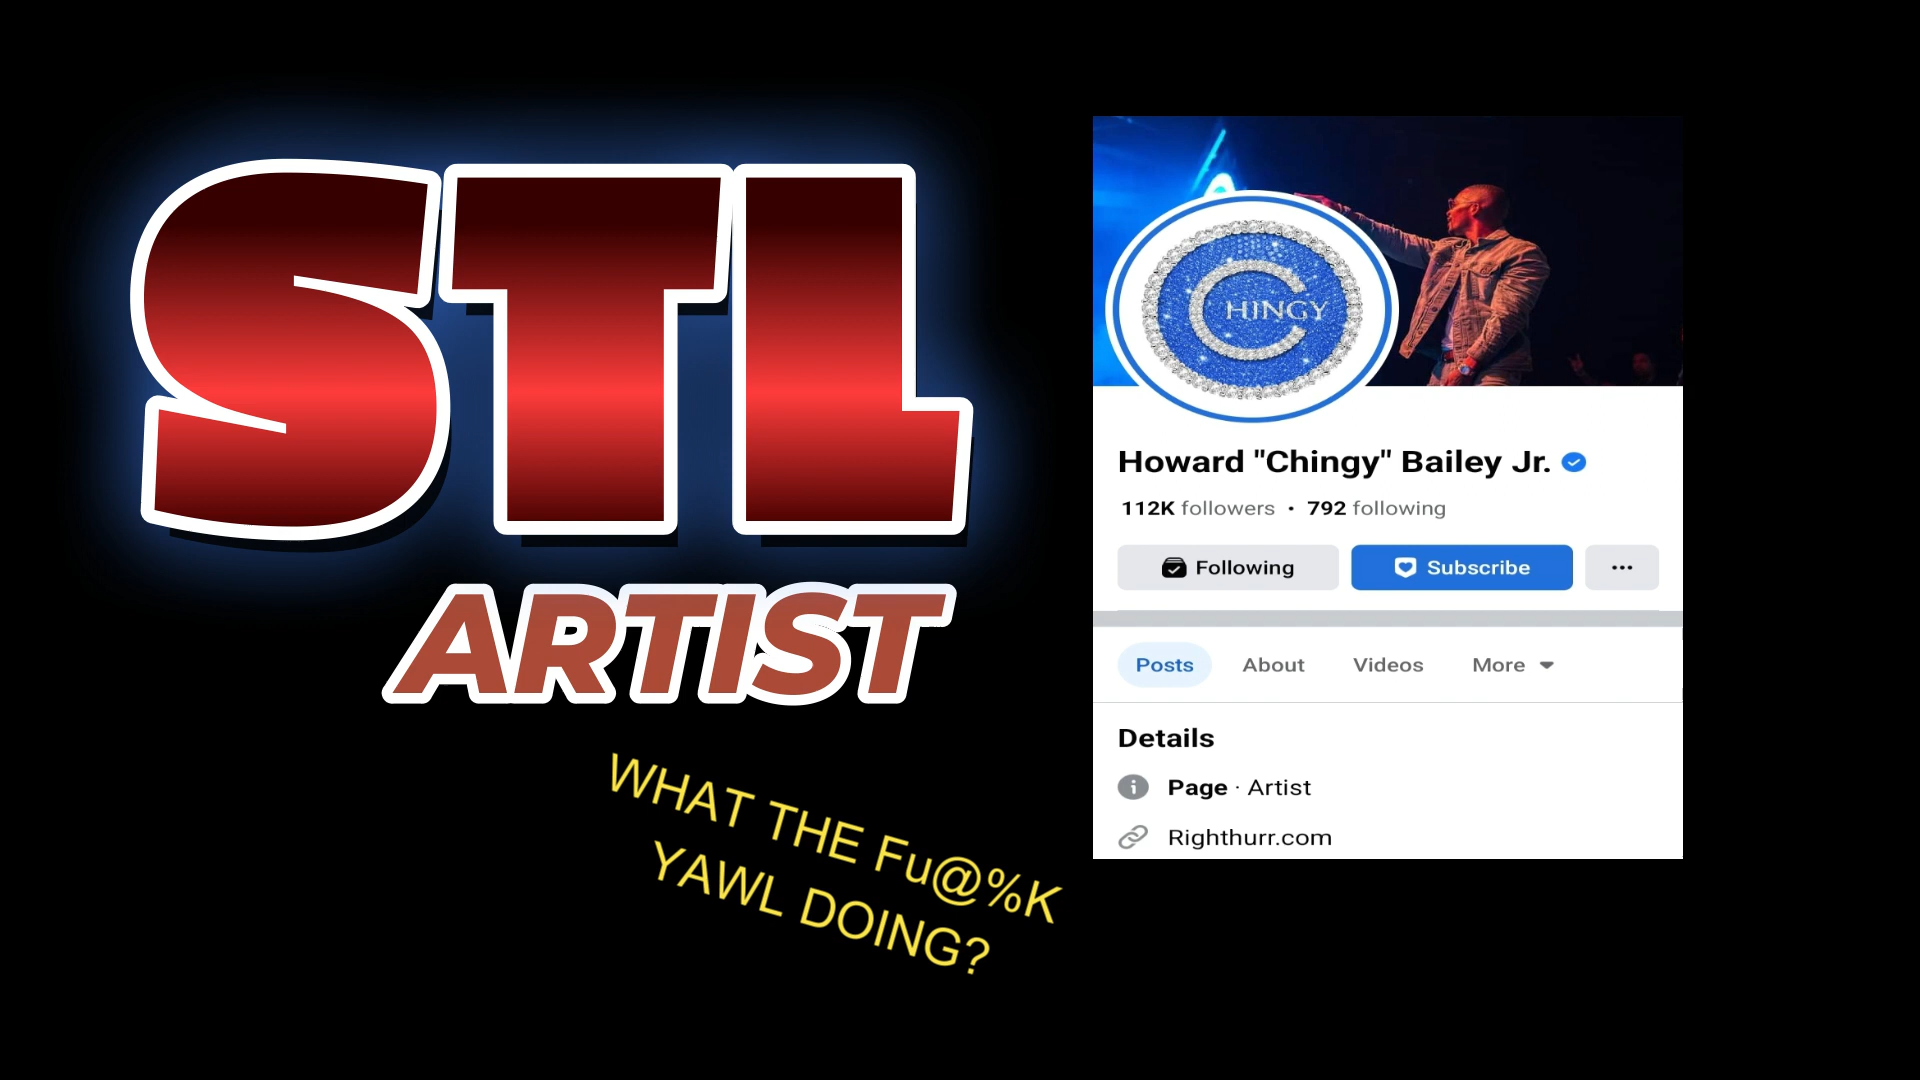 STL
ARTIST
WHAT THE Fu@%K
YAWL DOING?
CHINGY
Howard "Chingy" Bailey Jr.
112K followers • 792 following
Following
Subscribe
...
Posts
About
Videos
More
Details
Page · Artist
Righthurr.com